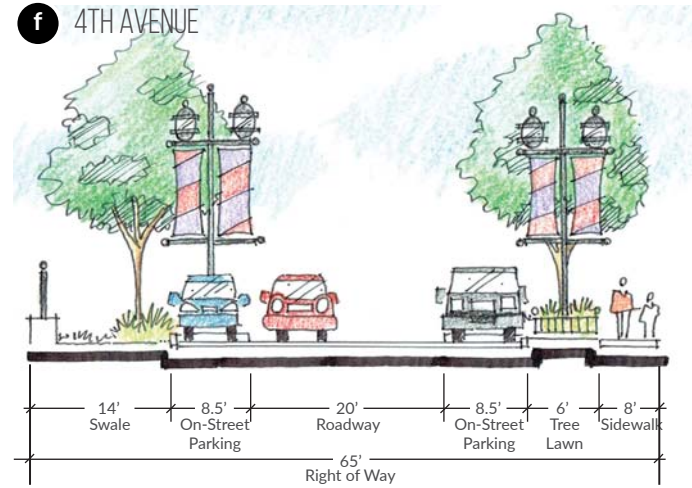 f 4TH AVENUE
14' 8.5' 20' 8.5' 6' 8'
Swale On-Street Roadway On-Street Tree Sidewalk
Parking Parking Lawn
65'
Right of Way